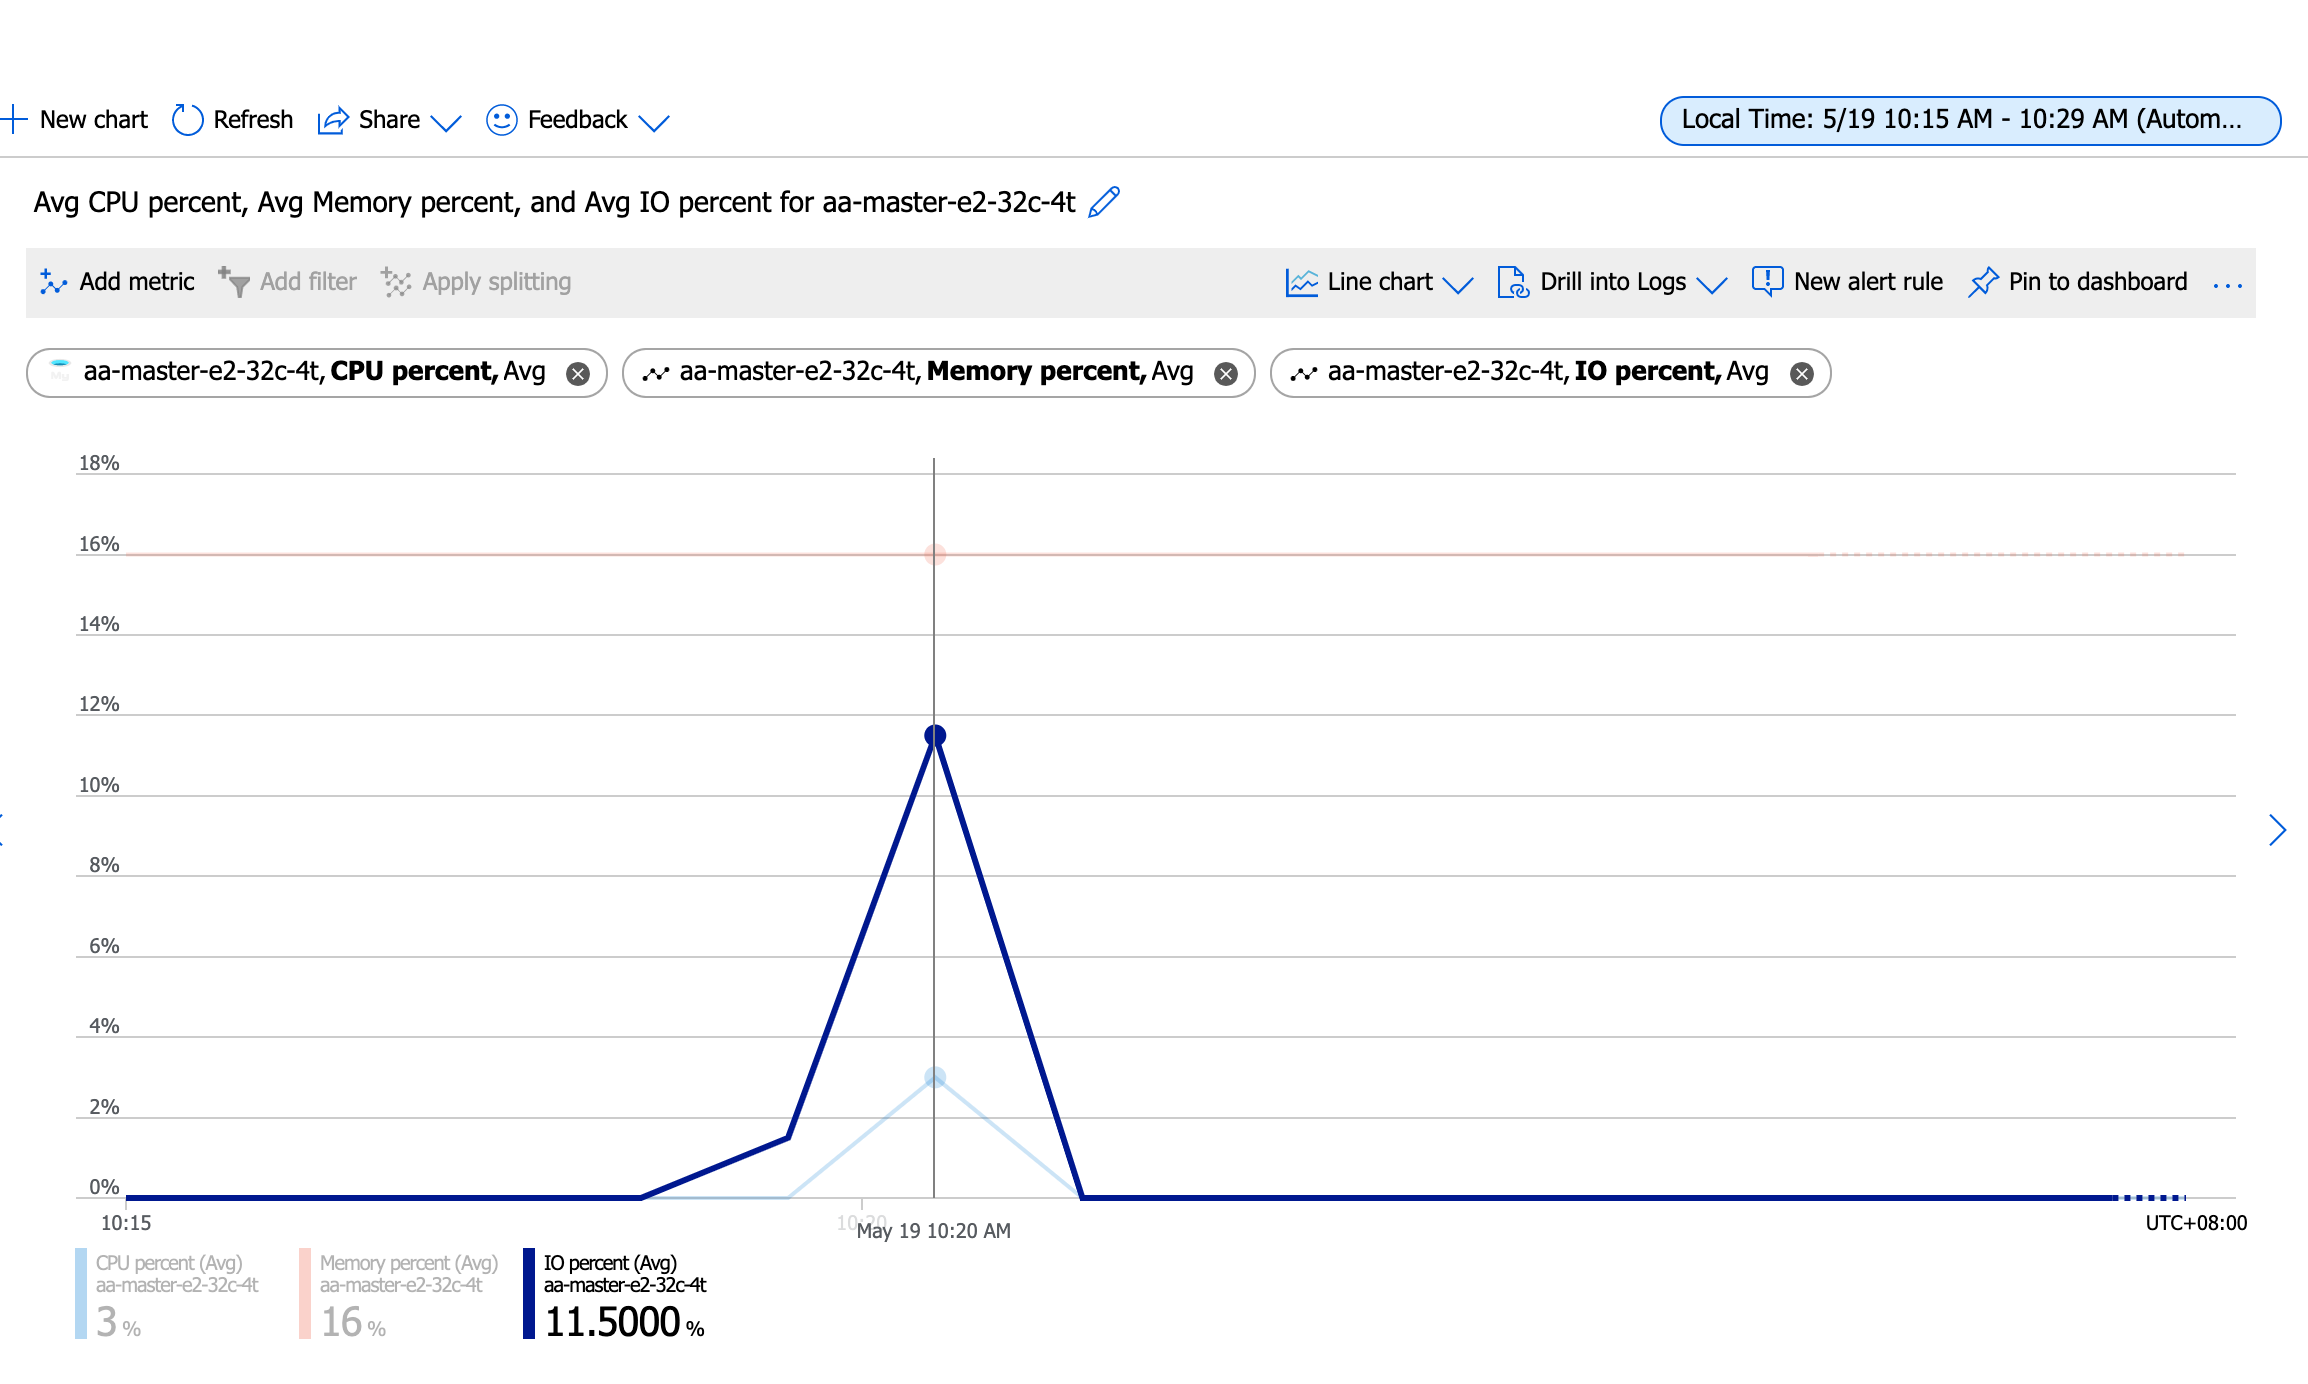 New chart Refresh Share Feedback Local Time: 5/19 10:15 AM - 10:29 AM (Autom...
Avg CPU percent, Avg Memory percent, and Avg IO percent for aa-master-e2-32c-4t
Add metric Add filter Apply splitting Line chart Drill into Logs New alert rule Pin to dashboard ...
My aa-master-e2-32c-4t, CPU percent, Avg aa-master-e2-32c-4t, Memory percent, Avg aa-master-e2-32c-4t, IO percent, Avg
18%
16%
14%
12%
10%
8%
6%
4%
2%
0%
10:15 10:20 UTC+08:00
May 19 10:20 AM
CPU percent (Avg) Memory percent (Avg) IO percent (Avg)
aa-master-e2-32c-4t aa-master-e2-32c-4t aa-master-e2-32c-4t
3 % 16 % 11.5000 %